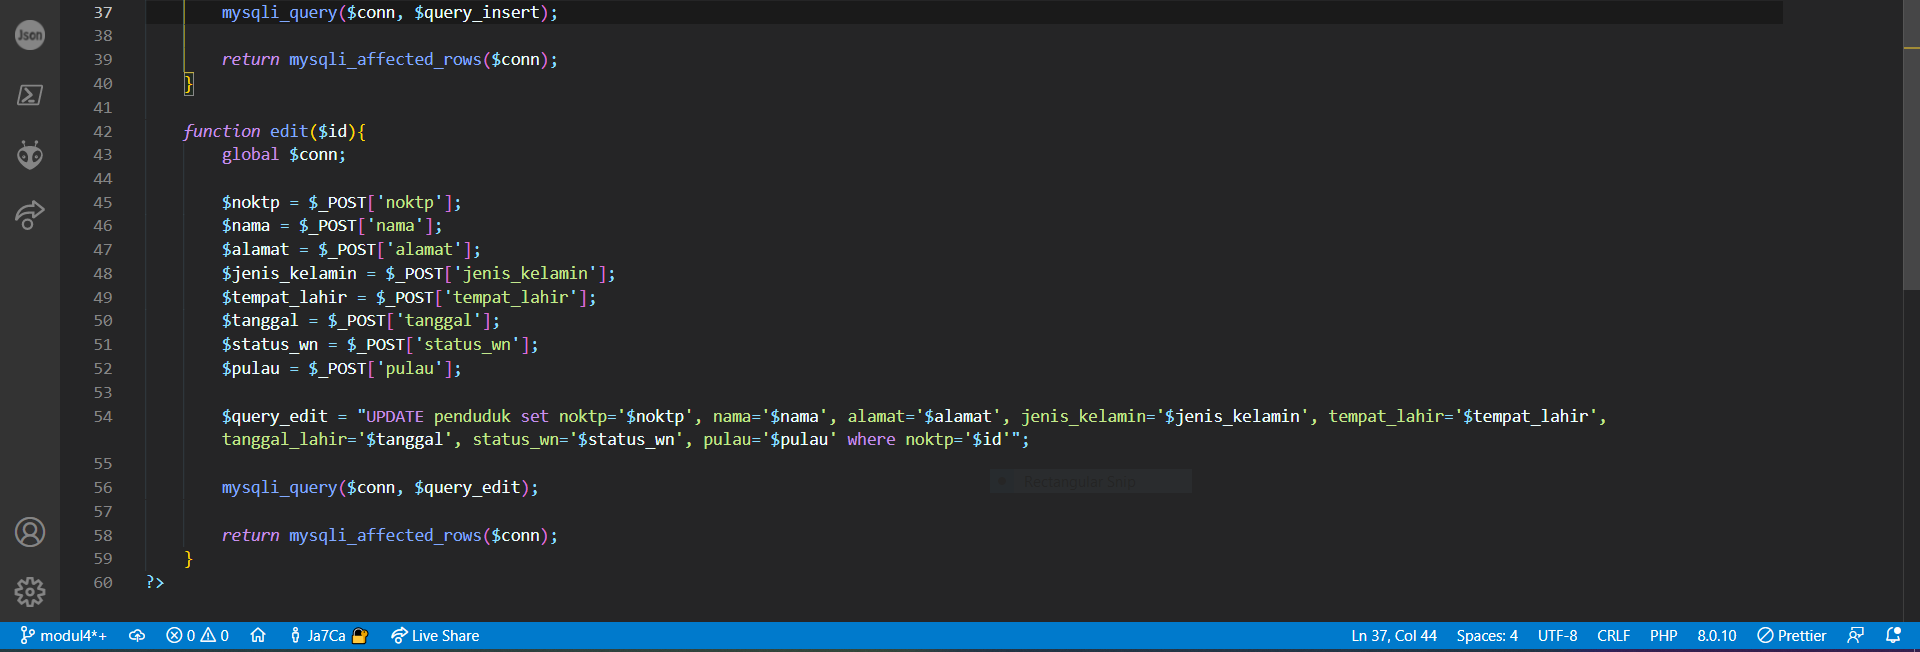 Json
37 mysqli_query($conn, $query_insert);
38
39 return mysqli_affected_rows($conn);
40 }
41
42 function edit($id){
43 global $conn;
44
45 $noktp = $_POST['noktp'];
46 $nama = $_POST['nama'];
47 $alamat = $_POST['alamat'];
48 $jenis_kelamin = $_POST['jenis_kelamin'];
49 $tempat_lahir = $_POST['tempat_lahir'];
50 $tanggal = $_POST['tanggal'];
51 $status_wn = $_POST['status_wn'];
52 $pulau = $_POST['pulau'];
53
54 $query_edit = "UPDATE penduduk set noktp='$noktp', nama='$nama', alamat='$alamat', jenis_kelamin='$jenis_kelamin', tempat_lahir='$tempat_lahir',
tanggal_lahir='$tanggal', status_wn='$status_wn', pulau='$pulau' where noktp='$id'";
55
Rectangular Snip
56 mysqli_query($conn, $query_edit);
57
58 return mysqli_affected_rows($conn);
59 }
60 ?>
modul4*+ 0 0 Ja7Ca Live Share Ln 37, Col 44 Spaces: 4 UTF-8 CRLF PHP 8.0.10 Prettier